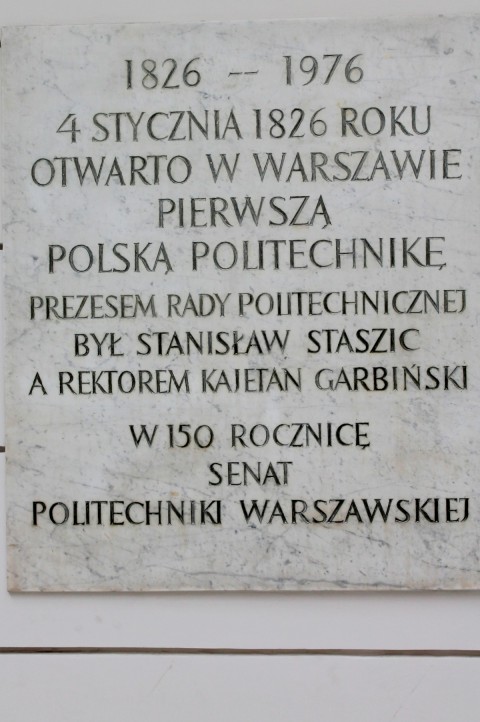 1826 -- 1976
4 STYCZNIA 1826 ROKU
OTWARTO W WARSZAWIE
PIERWSZĄ
POLSKĄ POLITECHNIKĘ
PREZESEM RADY POLITECHNICZNEJ
BYŁ STANISŁAW STASZIC
A REKTOREM KAJETAN GARBIŃSKI
W 150 ROCZNICĘ
SENAT
POLITECHNIKI WARSZAWSKIEJ